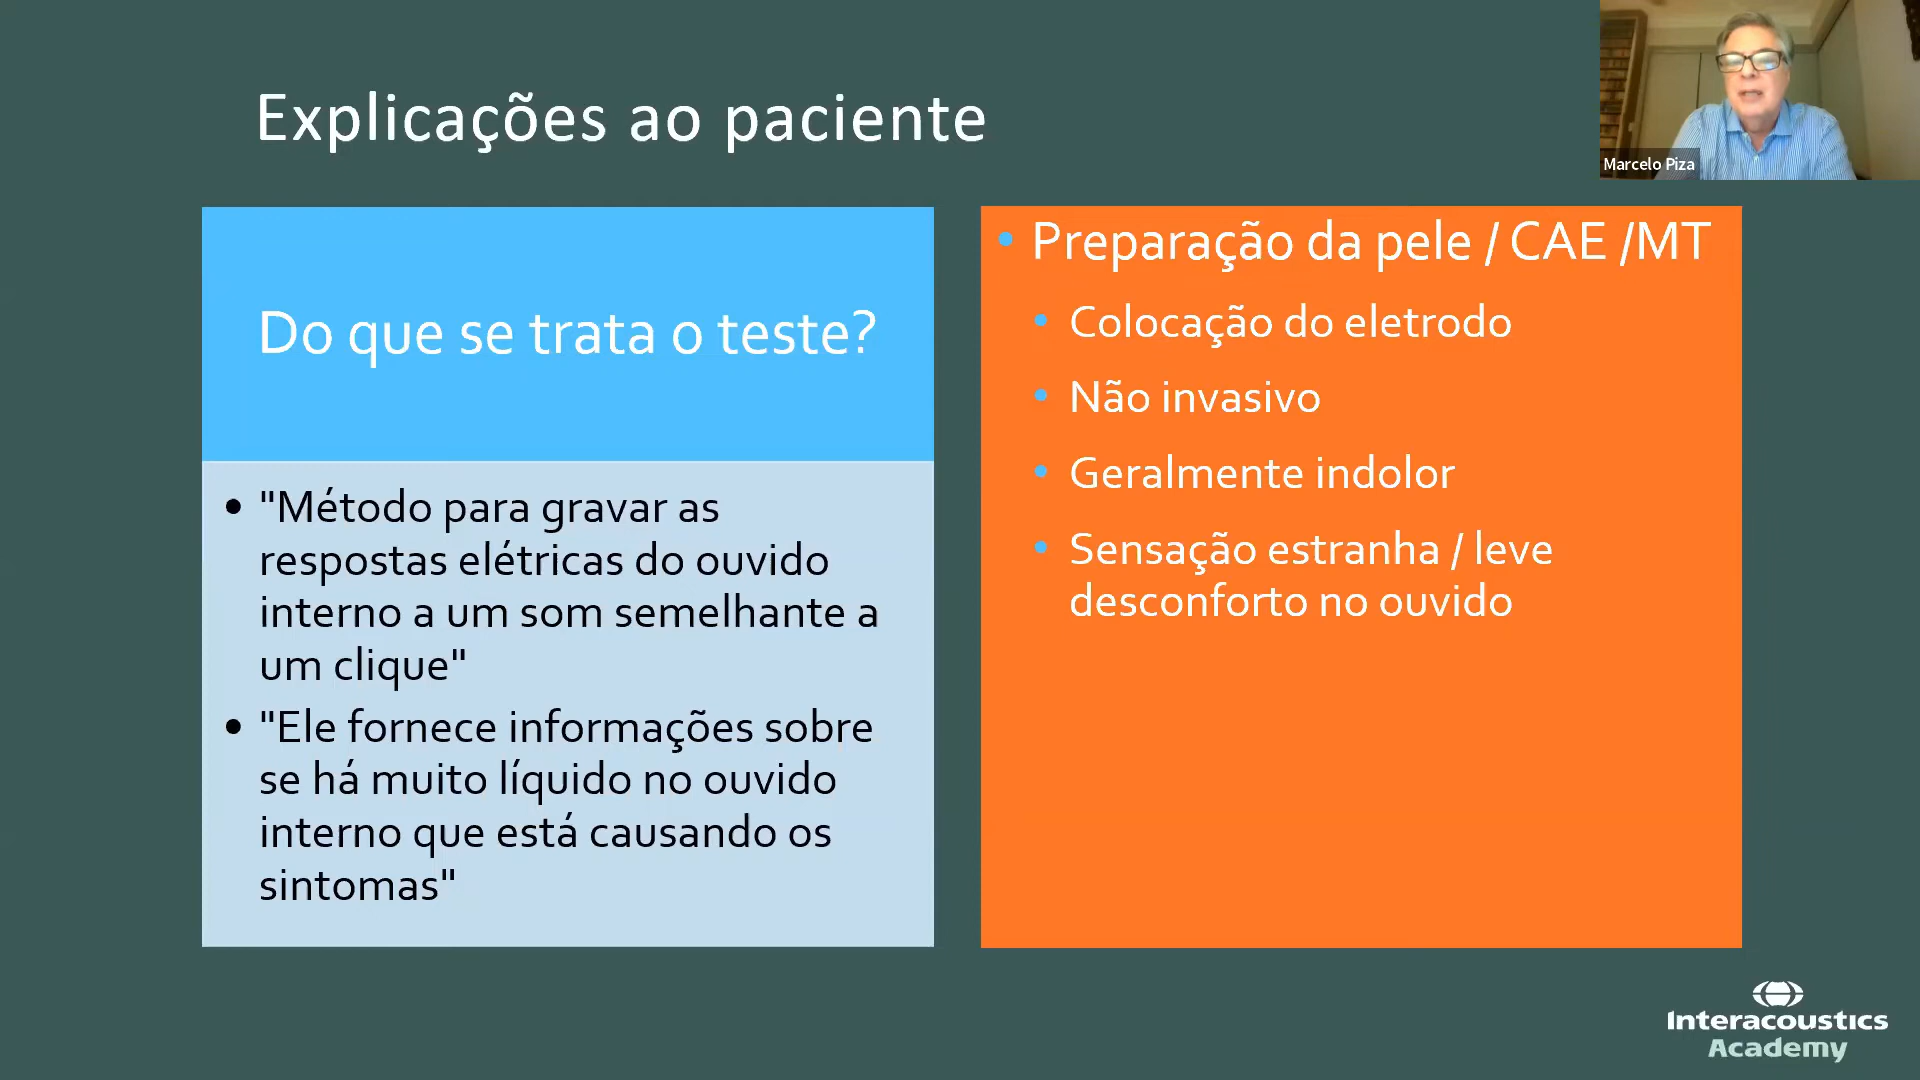 Explicações ao paciente
Marcelo Piza
Do que se trata o teste?
• "Método para gravar as
respostas elétricas do ouvido
interno a um som semelhante a
um clique"
• "Ele fornece informações sobre
se há muito líquido no ouvido
interno que está causando os
sintomas"
• Preparação da pele / CAE /MT
• Colocação do eletrodo
• Não invasivo
• Geralmente indolor
• Sensação estranha / leve
desconforto no ouvido
Interacoustics
Academy